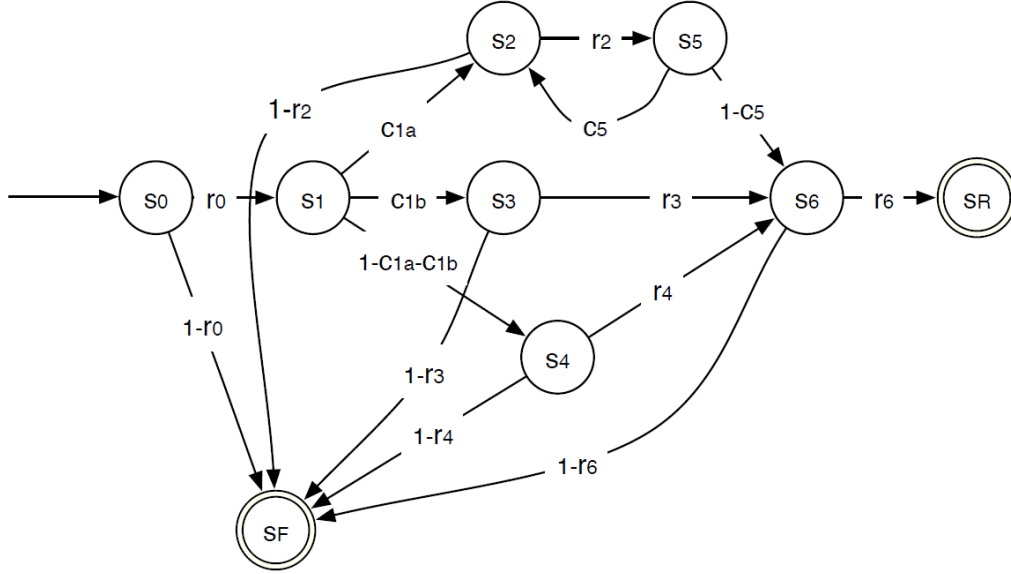 S2
r2
S5
1-r2
C1a
C5
1-C5
S0
r0
S1
C1b
S3
r3
S6
r6
SR
1-C1a-C1b
r4
1-r0
S4
1-r3
1-r4
1-r6
SF